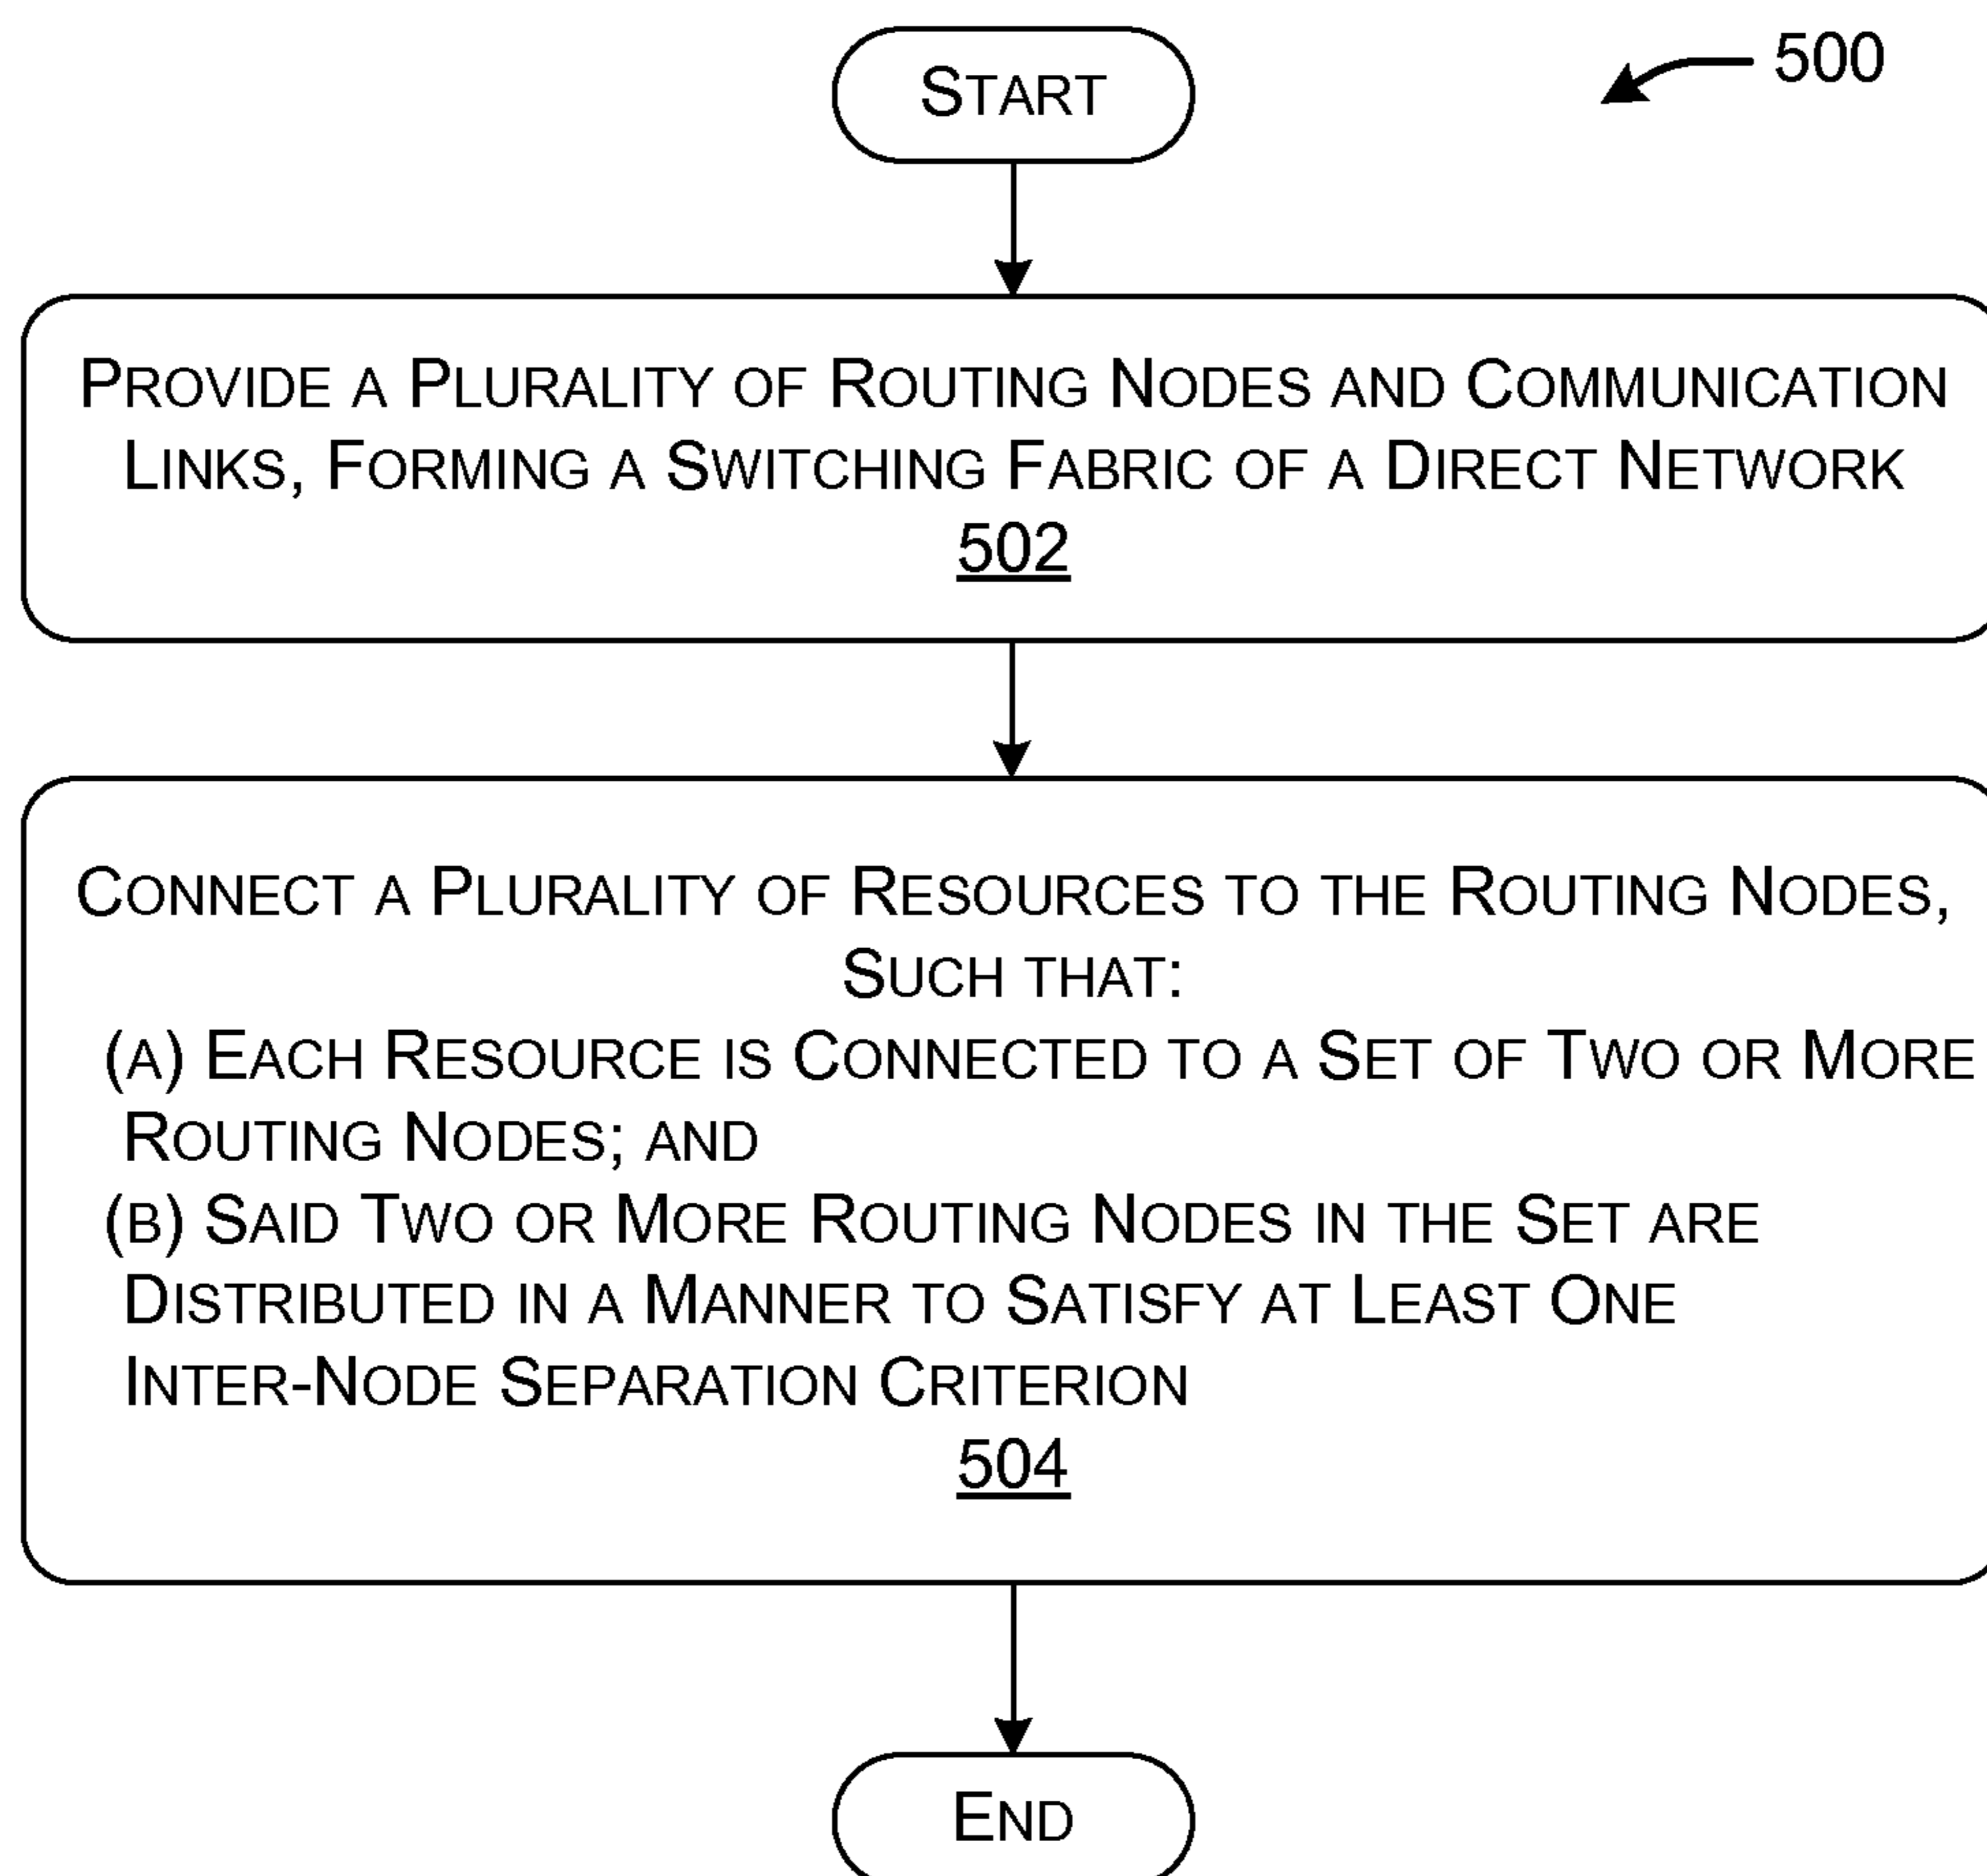 START
500
PROVIDE A PLURALITY OF ROUTING NODES AND COMMUNICATION
LINKS, FORMING A SWITCHING FABRIC OF A DIRECT NETWORK
502
CONNECT A PLURALITY OF RESOURCES TO THE ROUTING NODES,
SUCH THAT:
(A) EACH RESOURCE IS CONNECTED TO A SET OF TWO OR MORE
ROUTING NODES; AND
(B) SAID TWO OR MORE ROUTING NODES IN THE SET ARE
DISTRIBUTED IN A MANNER TO SATISFY AT LEAST ONE
INTER-NODE SEPARATION CRITERION
504
END